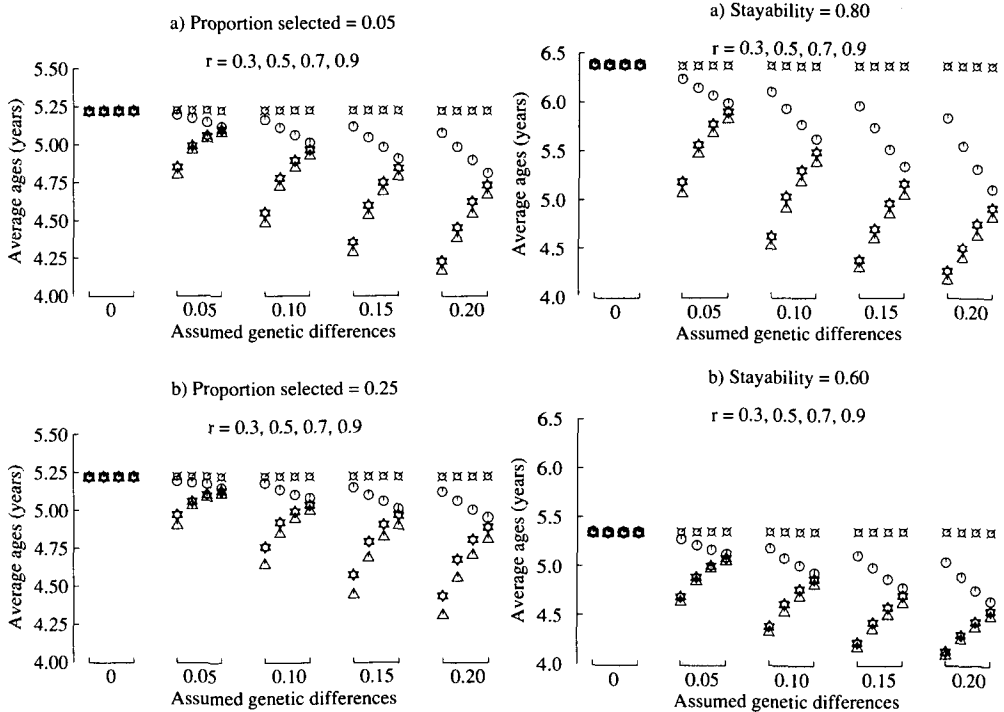 a) Proportion selected = 0.05
r = 0.3, 0.5, 0.7, 0.9
Average ages (years)
5.50
5.25
5.00
4.75
4.50
4.25
4.00
0
0.05
0.10
0.15
0.20
Assumed genetic differences
b) Proportion selected = 0.25
r = 0.3, 0.5, 0.7, 0.9
Average ages (years)
5.50
5.25
5.00
4.75
4.50
4.25
4.00
0
0.05
0.10
0.15
0.20
Assumed genetic differences
a) Stayability = 0.80
r = 0.3, 0.5, 0.7, 0.9
Average ages (years)
6.5
6.0
5.5
5.0
4.5
4.0
0
0.05
0.10
0.15
0.20
Assumed genetic differences
b) Stayability = 0.60
r = 0.3, 0.5, 0.7, 0.9
Average ages (years)
6.5
6.0
5.5
5.0
4.5
4.0
0
0.05
0.10
0.15
0.20
Assumed genetic differences